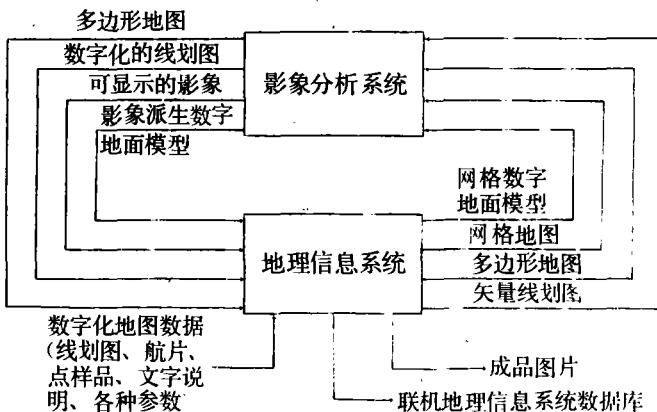 多边形地图
数字化的线划图
可显示的影象
影象派生数字
地面模型
影象分析系统
网格数字
地面模型
网格地图
多边形地图
矢量线划图
地理信息系统
数字化地图数据
(线划图、航片、
点样品、文字说
明、各种参数
成品图片
联机地理信息系统数据库